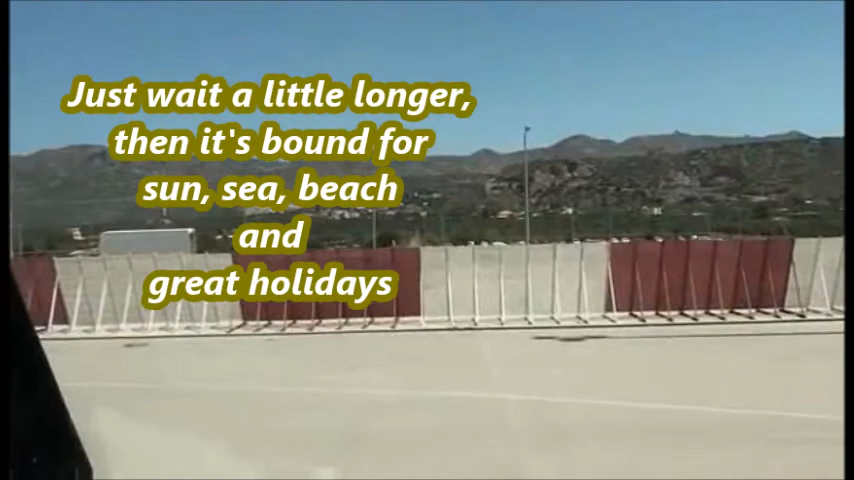 Just wait a little longer,
then it's bound for
sun, sea, beach
and
great holidays